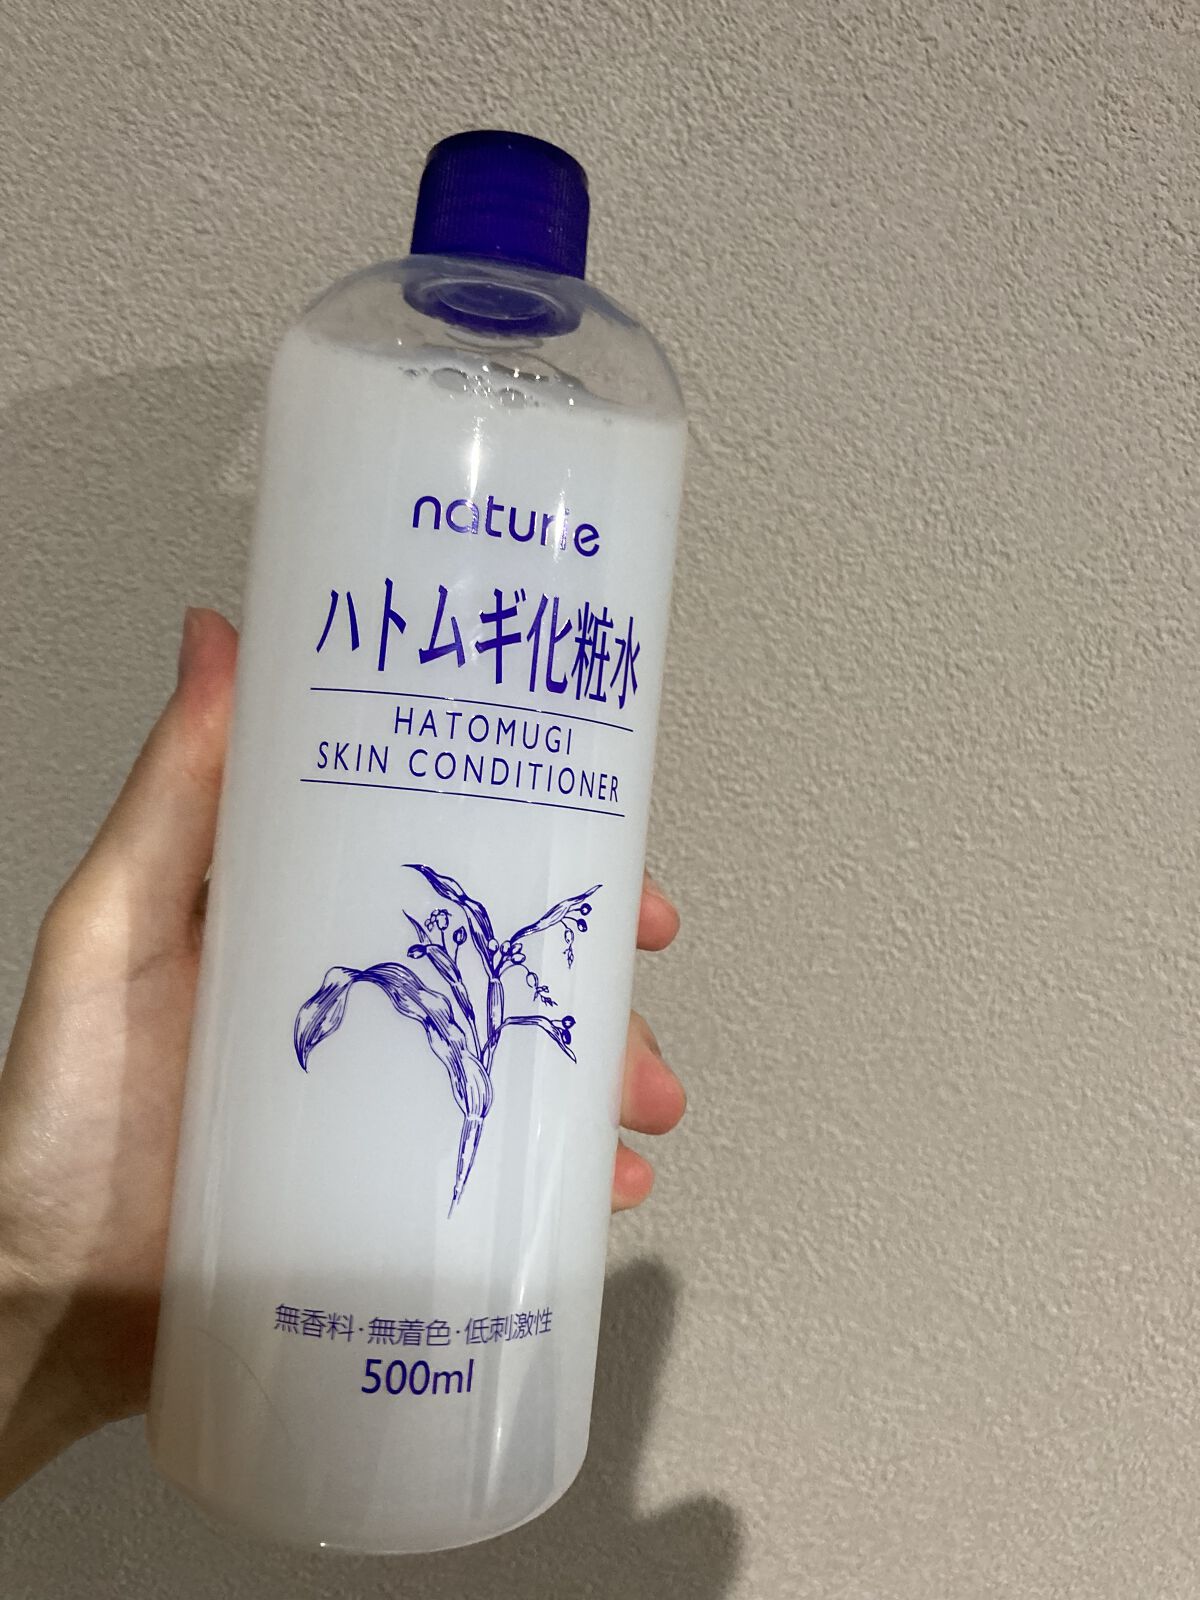 naturie
ハトムギ化粧水
HATOMUGI
SKIN CONDITIONER
無香料・無着色・低刺激性
500ml